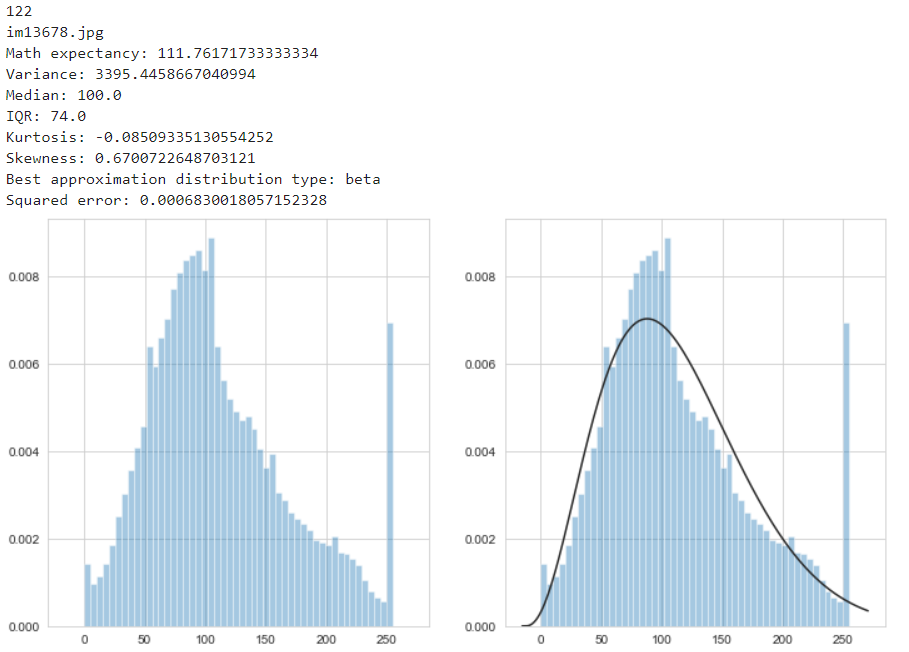 122
im13678.jpg
Math expectancy: 111.76171733333334
Variance: 3395.4458667040994
Median: 100.0
IQR: 74.0
Kurtosis: -0.08509335130554252
Skewness: 0.6700722648703121
Best approximation distribution type: beta
Squared error: 0.0006830018057152328
0.008
0.006
0.004
0.002
0.000
0 50 100 150 200 250
0.008
0.006
0.004
0.002
0.000
0 50 100 150 200 250